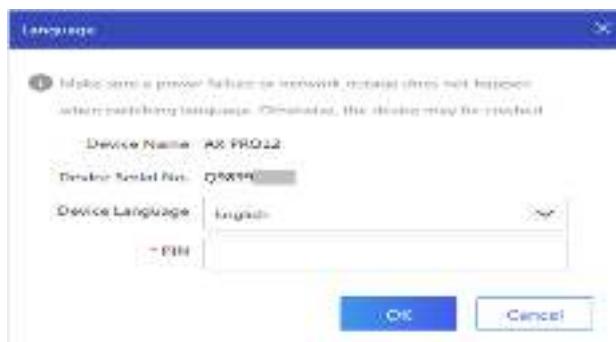 Language
Make sure a power failure or network outage does not happen
when switching language. Otherwise, the device may be crashed.
Device Name AX PRO12
Device Serial No. Q9899
Device Language English
* PIN
OK Cancel